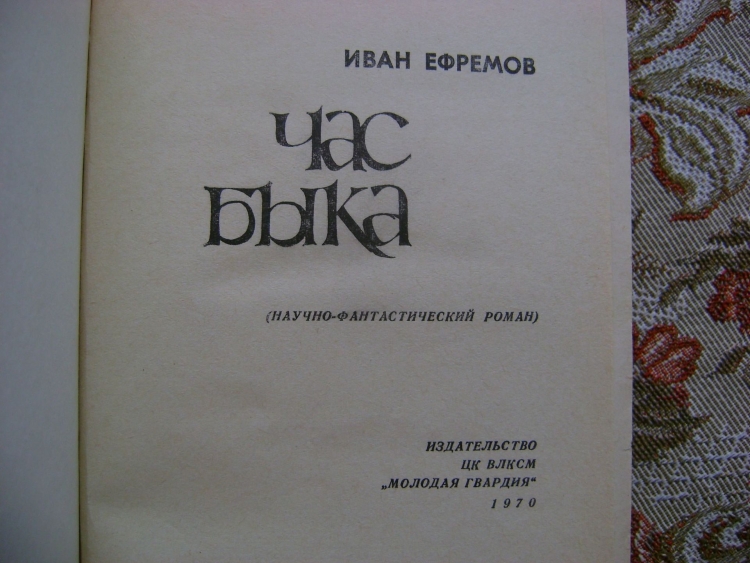 ИВАН ЕФРЕМОВ
Час
Быка
(НАУЧНО-ФАНТАСТИЧЕСКИЙ РОМАН)
ИЗДАТЕЛЬСТВО
ЦК ВЛКСМ
„МОЛОДАЯ ГВАРДИЯ“
1970